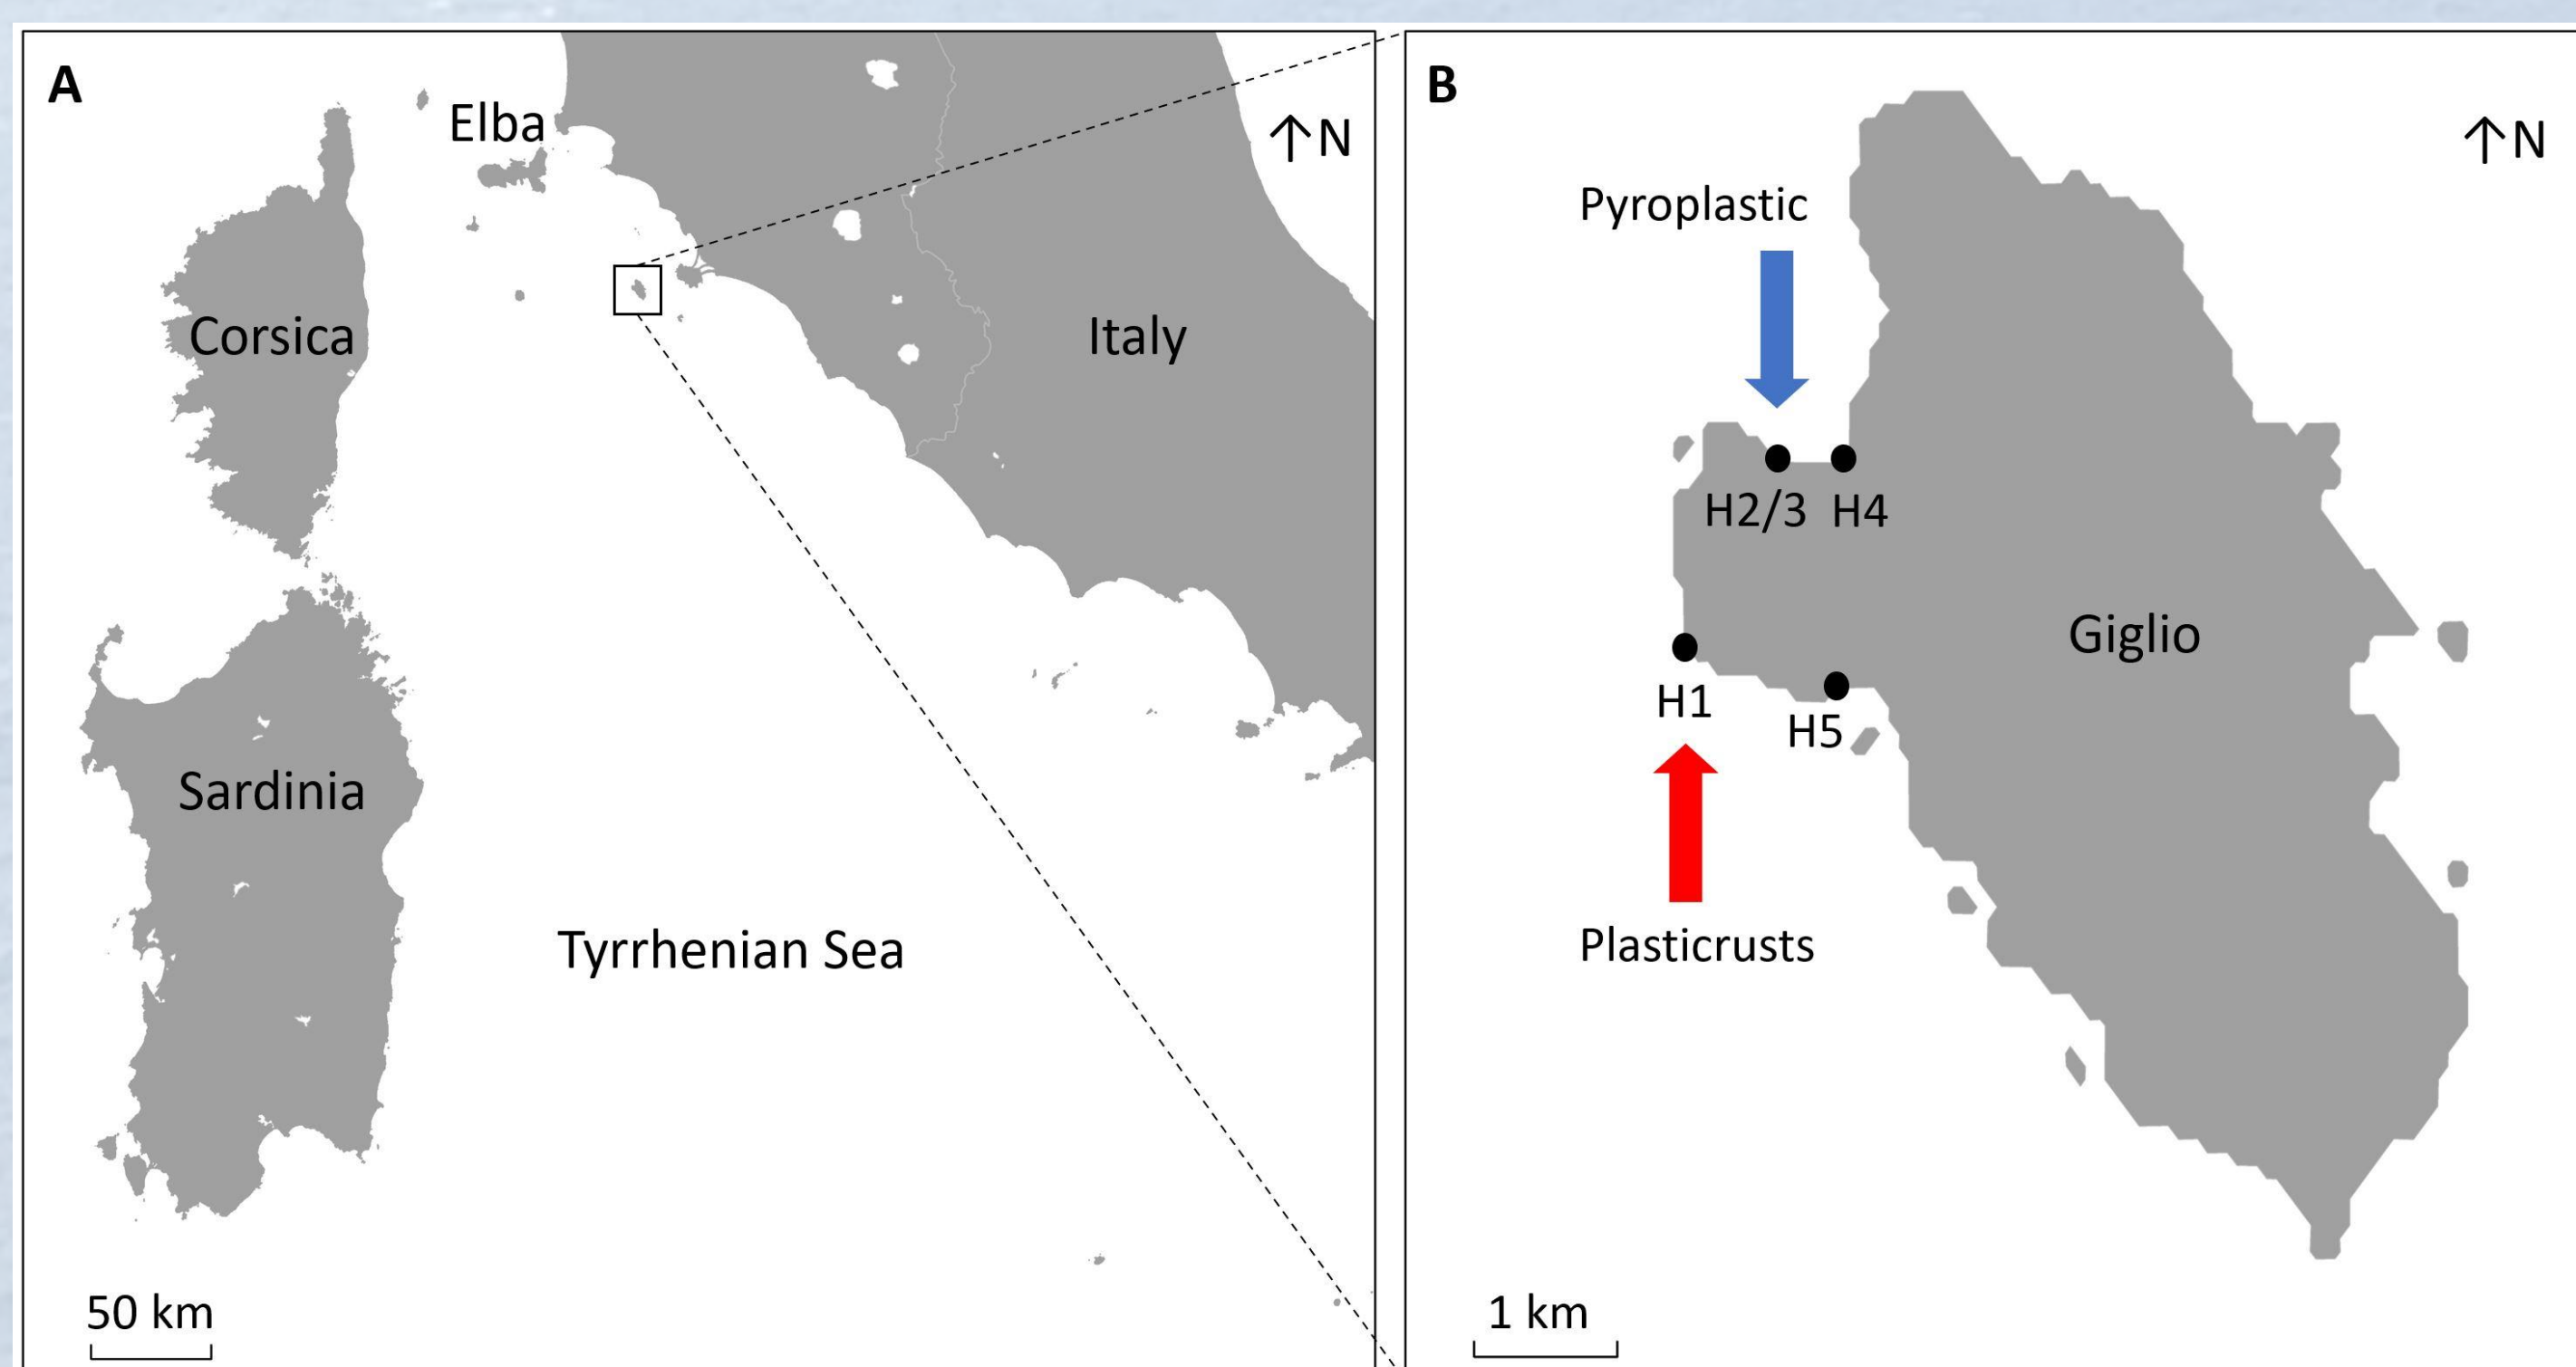 A
Elba
↑N
Corsica
Italy
Sardinia
Tyrrhenian Sea
50 km
B
↑N
Pyroplastic
H2/3 H4
Giglio
H1
H5
Plasticrusts
1 km